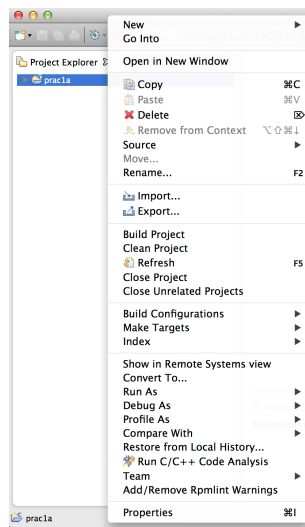 New
Go Into
Open in New Window
Project Explorer
prac1a
Copy ⌘C
Paste ⌘V
Delete ⌦
Remove from Context ⌥⇧⌘↓
Source
Move...
Rename... F2
Import...
Export...
Build Project
Clean Project
Refresh F5
Close Project
Close Unrelated Projects
Build Configurations
Make Targets
Index
Show in Remote Systems view
Convert To...
Run As
Debug As
Profile As
Compare With
Restore from Local History...
Run C/C++ Code Analysis
Team
Add/Remove Rpmlint Warnings
Properties ⌘I
prac1a